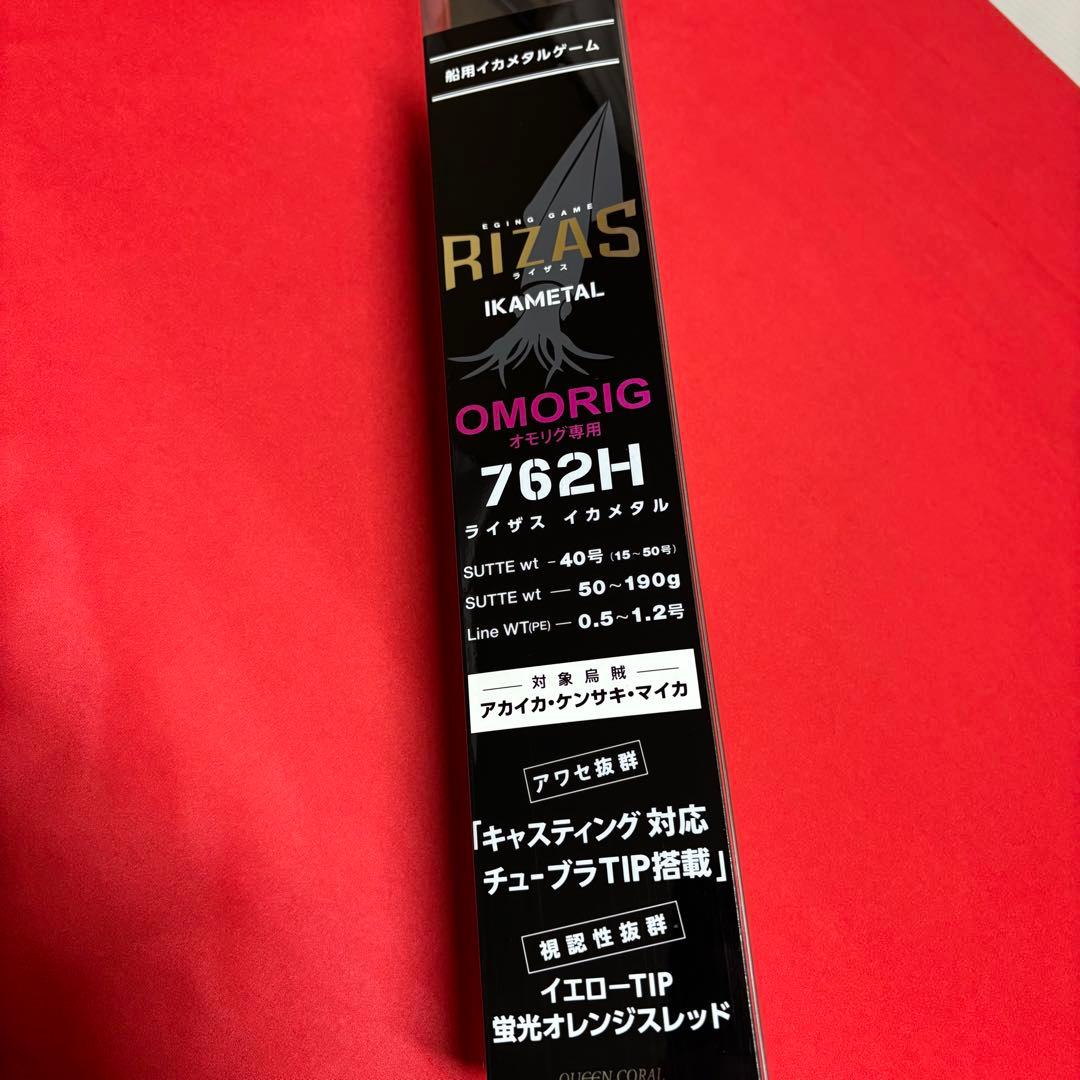 船用イカメタルゲーム
EGING GAME
RIZAS
ライザス
IKAMETAL
OMORIG
オモリグ専用
762H
ライザス イカメタル
SUTTE wt - 40号 (15~50号)
SUTTE wt — 50~190g
Line WT(PE) — 0.5~1.2号
対象烏賊
アカイカ・ケンサキ・マイカ
アワセ抜群
「キャスティング対応
チューブラTIP搭載」
視認性抜群
イエローTIP
蛍光オレンジスレッド
QUEEN CORAL